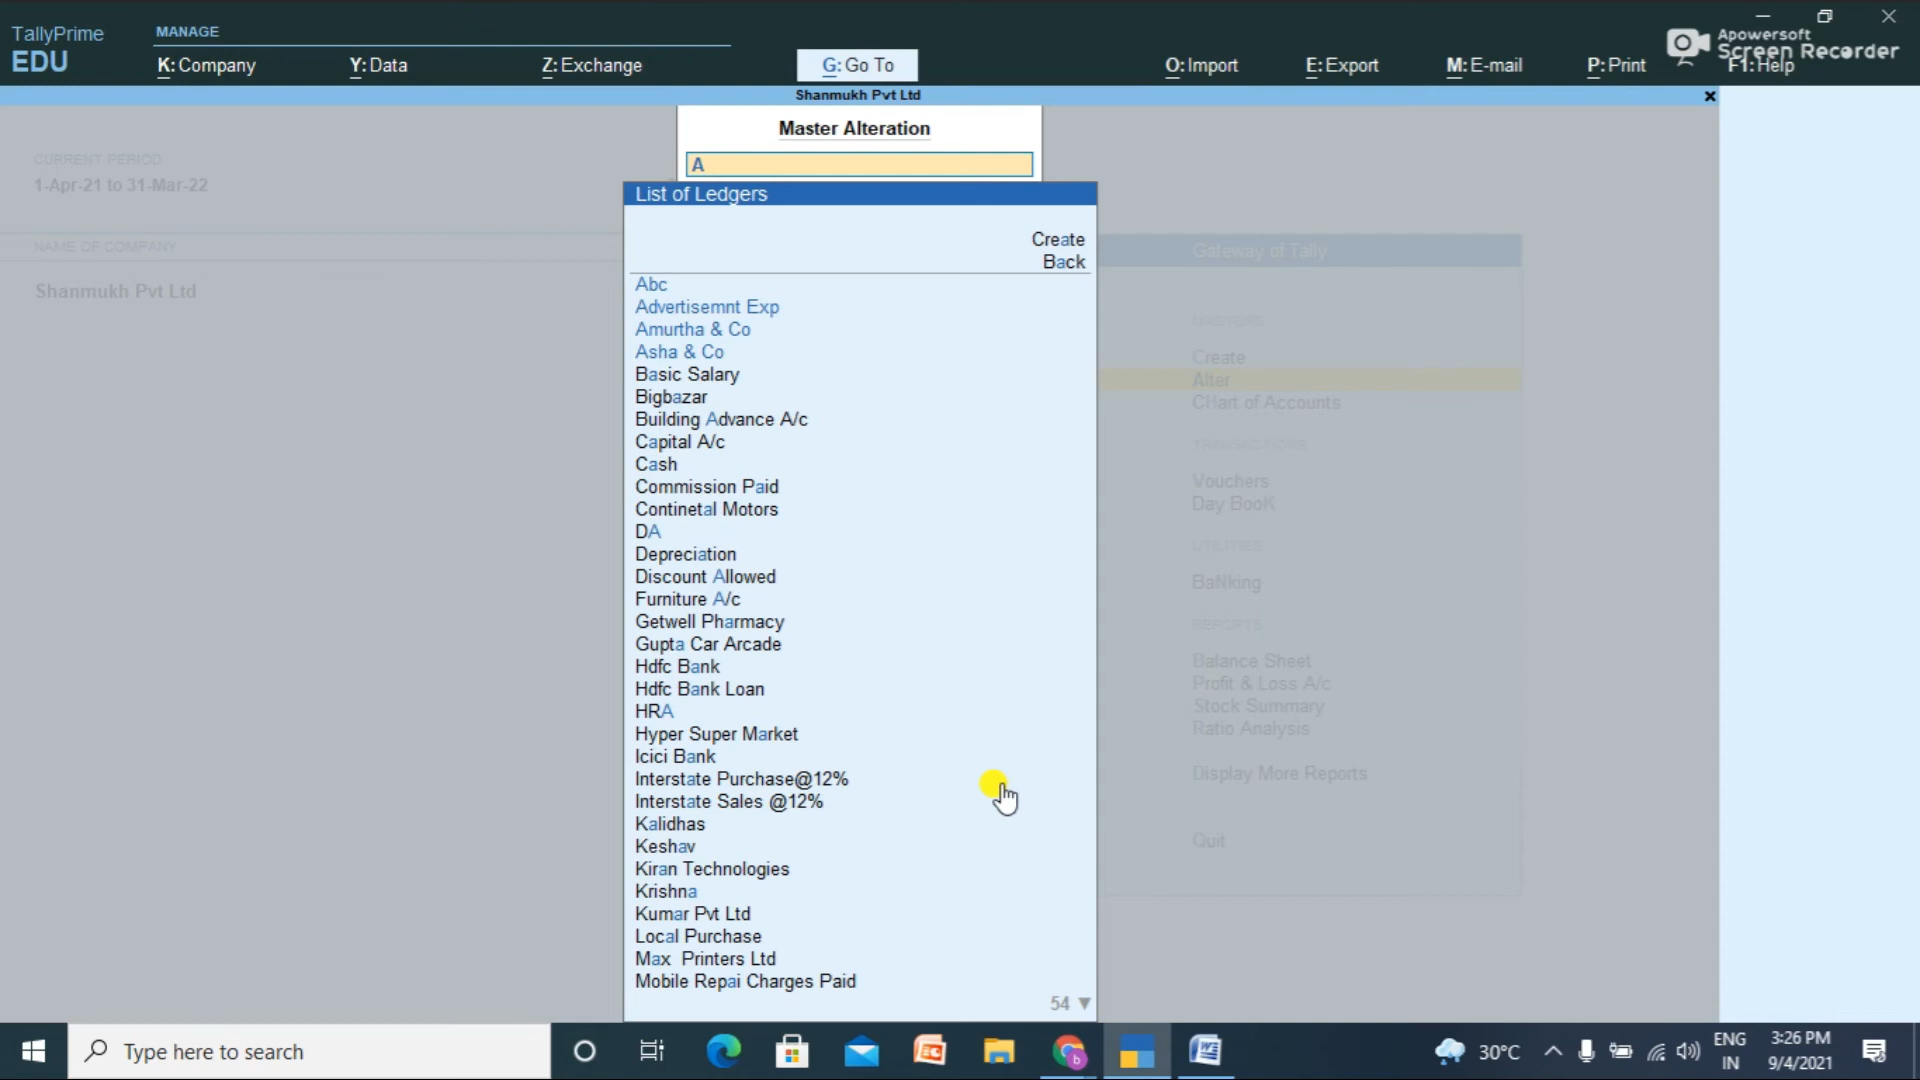 TallyPrime
EDU
MANAGE
K: Company
Y: Data
Z: Exchange
G: Go To
O: Import
E: Export
M: E-mail
P: Print
F1: Help
Apowersoft
Screen Recorder
Shanmukh Pvt Ltd
Master Alteration
A
CURRENT PERIOD
1-Apr-21 to 31-Mar-22
NAME OF COMPANY
Shanmukh Pvt Ltd
List of Ledgers
Create
Back
Abc
Advertisemnt Exp
Amurtha & Co
Asha & Co
Basic Salary
Bigbazar
Building Advance A/c
Capital A/c
Cash
Commission Paid
Continetal Motors
DA
Depreciation
Discount Allowed
Furniture A/c
Getwell Pharmacy
Gupta Car Arcade
Hdfc Bank
Hdfc Bank Loan
HRA
Hyper Super Market
Icici Bank
Interstate Purchase@12%
Interstate Sales @12%
Kalidhas
Keshav
Kiran Technologies
Krishna
Kumar Pvt Ltd
Local Purchase
Max  Printers Ltd
Mobile Repai Charges Paid
54
Gateway of Tally
MASTERS
Create
Alter
CHart of Accounts
TRANSACTIONS
Vouchers
Day BooK
UTILITIES
BaNking
REPORTS
Balance Sheet
Profit & Loss A/c
Stock Summary
Ratio Analysis
Display More Reports
Quit
Type here to search
30°C
ENG
IN
3:26 PM
9/4/2021